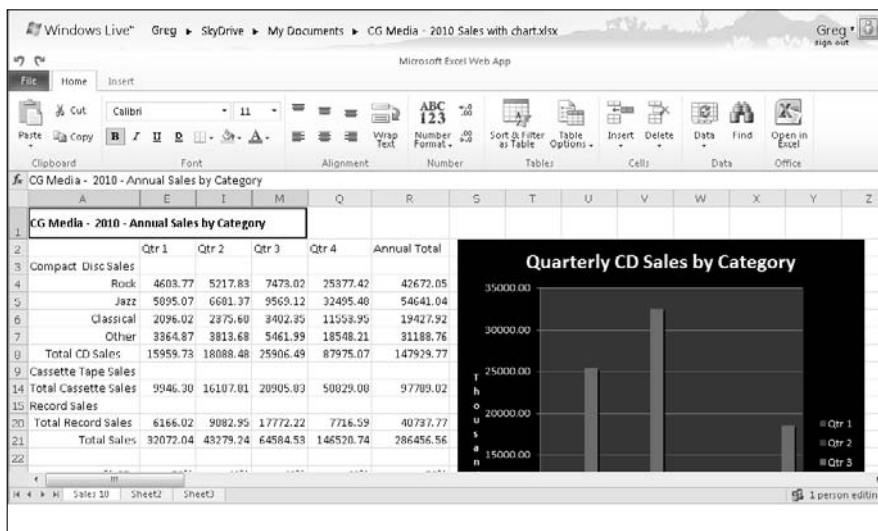 Windows Live™ Greg ▸ SkyDrive ▸ My Documents ▸ CG Media - 2010 Sales with chart.xlsx Greg
sign out
Microsoft Excel Web App
File Home Insert
Paste Cut Copy Clipboard
Calibri 11 B I U D A Font
Wrap Text Alignment
ABC 123 Number Format .0 .00 Number
Sort & Filter as Table Table Options Tables
Insert Delete Cells
Data Find Data
Open in Excel Office
fx CG Media - 2010 - Annual Sales by Category
A E I M Q R S T U V W X Y Z
1 CG Media - 2010 - Annual Sales by Category
2 Qtr 1 Qtr 2 Qtr 3 Qtr 4 Annual Total
3 Compact Disc Sales
4 Rock 4603.77 5217.83 7473.02 25377.42 42672.05
5 Jazz 5895.07 6681.37 9569.12 32495.48 54641.04
6 Classical 2096.02 2375.60 3402.35 11553.95 19427.92
7 Other 3364.87 3813.68 5461.99 18548.21 31188.76
8 Total CD Sales 15959.73 18088.48 25906.49 87975.07 147929.77
9 Cassette Tape Sales
14 Total Cassette Sales 9946.30 16107.81 20905.83 50829.08 97789.02
15 Record Sales
20 Total Record Sales 6166.02 9082.95 17772.22 7716.59 40737.77
21 Total Sales 32072.04 43279.24 64584.53 146520.74 286456.56
22
Quarterly CD Sales by Category
35000.00
30000.00
25000.00
20000.00
15000.00
Thousan
Qtr 1
Qtr 2
Qtr 3
Sales 10 Sheet2 Sheet3
1 person editin